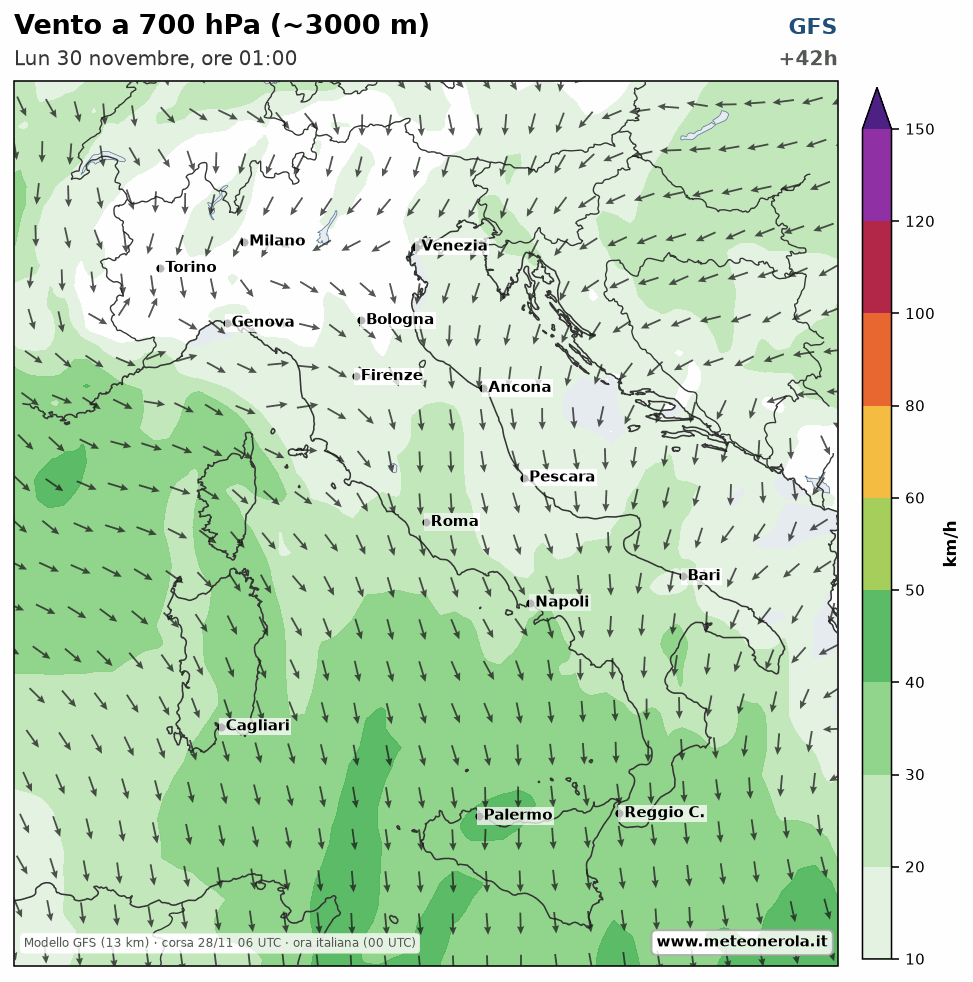 Vento a 700 hPa (~3000 m)
GFS
Lun 30 novembre, ore 01:00
+42h
150
120
100
80
60
50
40
30
20
10
km/h
Milano
Venezia
Torino
Genova
Bologna
Firenze
Ancona
Pescara
Roma
Bari
Napoli
Cagliari
Palermo
Reggio C.
Modello GFS (13 km) · corsa 28/11 06 UTC · ora italiana (00 UTC)
www.meteonerola.it